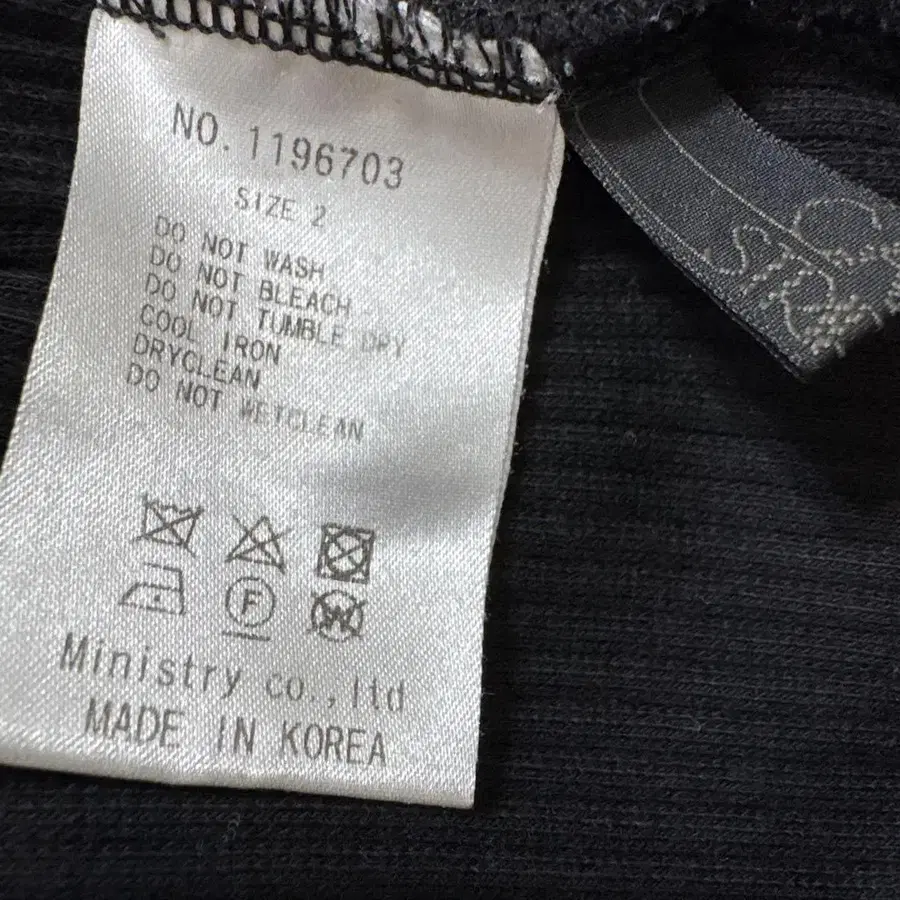 NO. 1196703
SIZE 2
DO NOT WASH
DO NOT BLEACH
DO NOT TUMBLE DRY
COOL IRON
DRYCLEAN
DO NOT WETCLEAN
F
W
Ministry co.,ltd
MADE IN KOREA